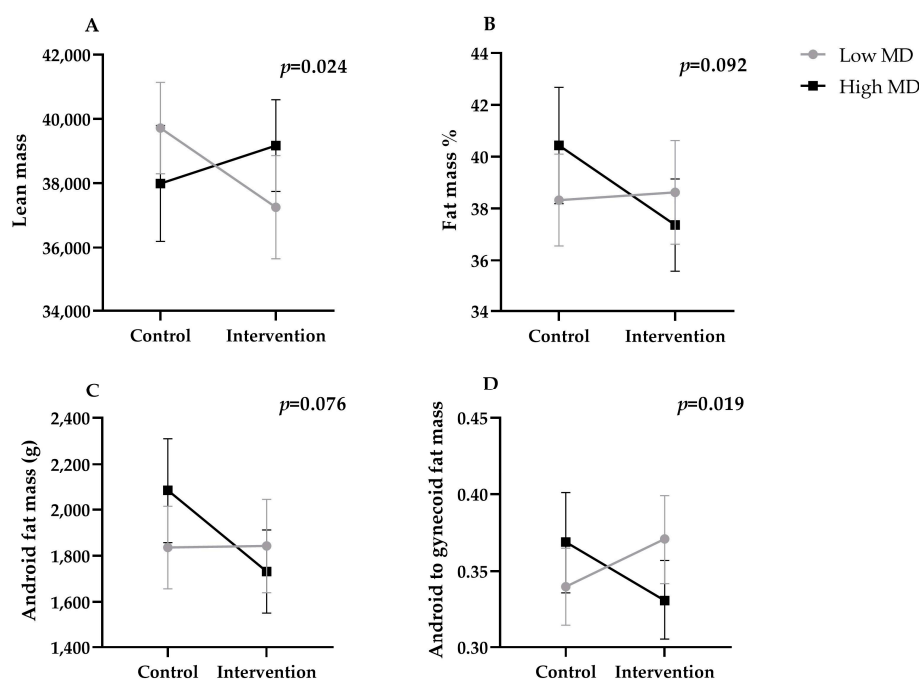 A
Lean mass
42,000
40,000
38,000
36,000
34,000
p=0.024
Control Intervention
B
Fat mass %
44
42
40
38
36
34
p=0.092
Control Intervention
Low MD
High MD
C
Android fat mass (g)
2,400
2,200
2,000
1,800
1,600
1,400
p=0.076
Control Intervention
D
Android to gynecoid fat mass
0.45
0.40
0.35
0.30
p=0.019
Control Intervention